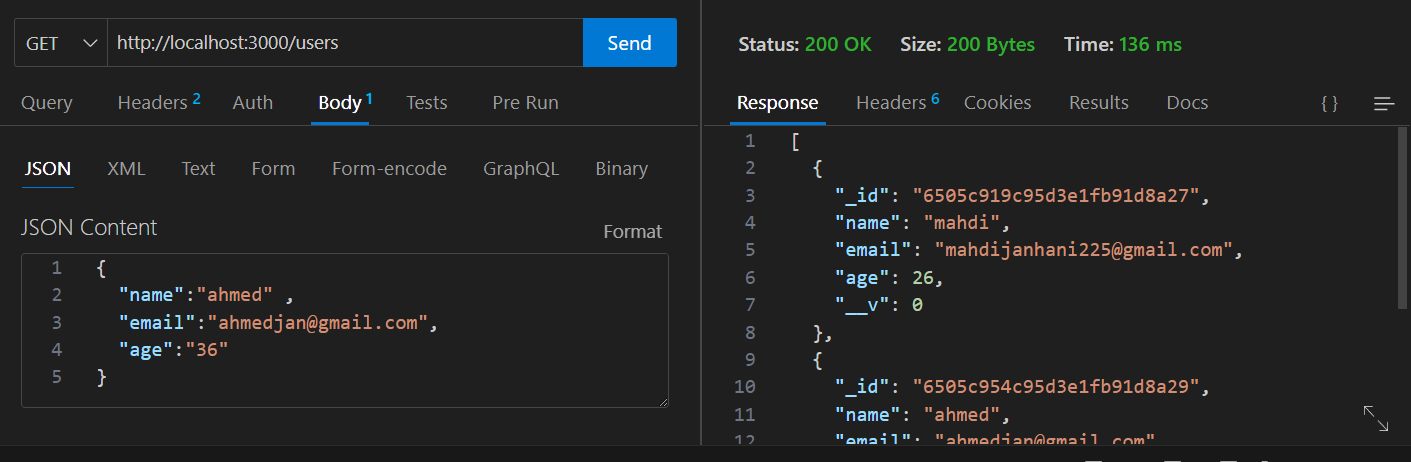 GET http://localhost:3000/users Send
Query Headers 2 Auth Body 1 Tests Pre Run
JSON XML Text Form Form-encode GraphQL Binary
JSON Content Format
1 {
2 "name":"ahmed" ,
3 "email":"ahmedjan@gmail.com",
4 "age":"36"
5 }
Status: 200 OK Size: 200 Bytes Time: 136 ms
Response Headers 6 Cookies Results Docs { }
1 [
2 {
3 "_id": "6505c919c95d3e1fb91d8a27",
4 "name": "mahdi",
5 "email": "mahdijanhani225@gmail.com",
6 "age": 26,
7 "__v": 0
8 },
9 {
10 "_id": "6505c954c95d3e1fb91d8a29",
11 "name": "ahmed",
12 "email": "ahmedjan@gmail.com"